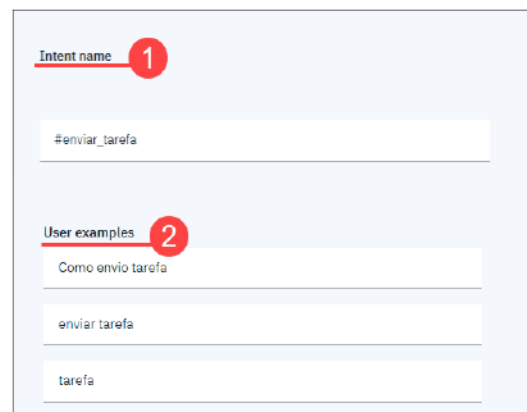 Intent name 1
#enviar_tarefa
User examples 2
Como envio tarefa
enviar tarefa
tarefa